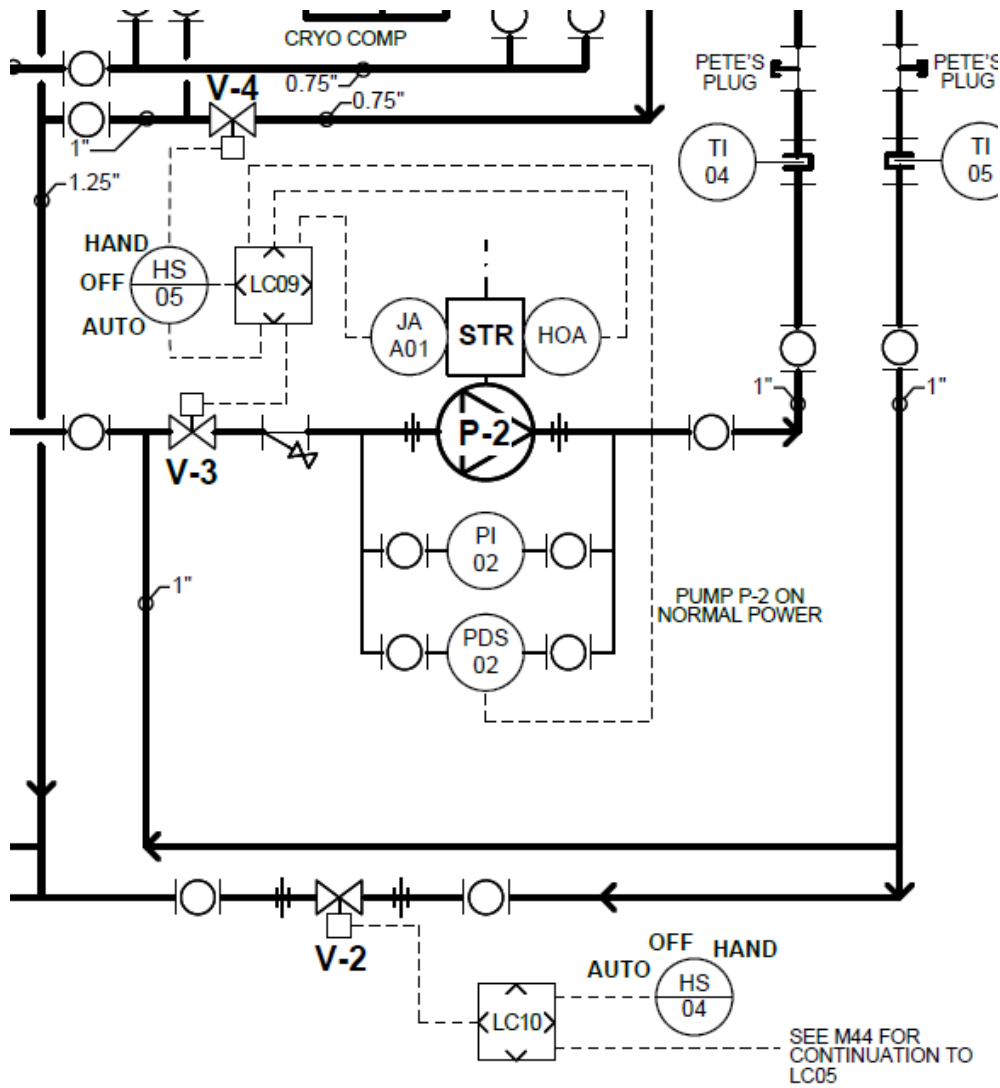 CRYO COMP
0.75"
V-4
0.75"
1"
1.25"
PETE'S
PLUG
PETE'S
PLUG
TI
04
TI
05
HAND
OFF
AUTO
HS
05
LC09
JA
A01
STR
HOA
1"
1"
V-3
P-2
PI
02
1"
PUMP P-2 ON
NORMAL POWER
PDS
02
V-2
OFF
HAND
AUTO
HS
04
LC10
SEE M44 FOR
CONTINUATION TO
LC05